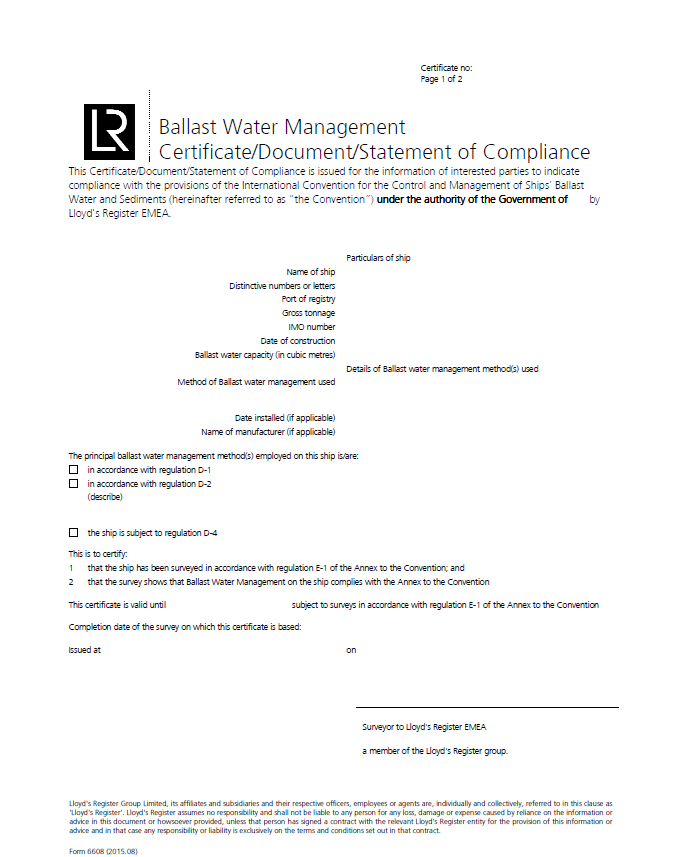 Certificate no:
Page 1 of 2
LR
Ballast Water Management
Certificate/Document/Statement of Compliance
This Certificate/Document/Statement of Compliance is issued for the information of interested parties to indicate
compliance with the provisions of the International Convention for the Control and Management of Ships' Ballast
Water and Sediments (hereinafter referred to as "the Convention") under the authority of the Government of by
Lloyd's Register EMEA.
Particulars of ship
Name of ship
Distinctive numbers or letters
Port of registry
Gross tonnage
IMO number
Date of construction
Ballast water capacity (in cubic metres)
Details of Ballast water management method(s) used
Method of Ballast water management used
Date installed (if applicable)
Name of manufacturer (if applicable)
The principal ballast water management method(s) employed on this ship is/are:
in accordance with regulation D-1
in accordance with regulation D-2
(describe)
the ship is subject to regulation D-4
This is to certify:
1 that the ship has been surveyed in accordance with regulation E-1 of the Annex to the Convention; and
2 that the survey shows that Ballast Water Management on the ship complies with the Annex to the Convention
This certificate is valid until subject to surveys in accordance with regulation E-1 of the Annex to the Convention
Completion date of the survey on which this certificate is based:
Issued at on
Surveyor to Lloyd's Register EMEA
a member of the Lloyd's Register group.
Lloyd's Register Group Limited, its affiliates and subsidiaries and their respective officers, employees or agents are, individually and collectively, referred to in this clause as
'Lloyd's Register'. Lloyd's Register assumes no responsibility and shall not be liable to any person for any loss, damage or expense caused by reliance on the information or
advice in this document or howsoever provided, unless that person has signed a contract with the relevant Lloyd's Register entity for the provision of this information or
advice and in that case any responsibility or liability is exclusively on the terms and conditions set out in that contract.
Form 6608 (2015.08)